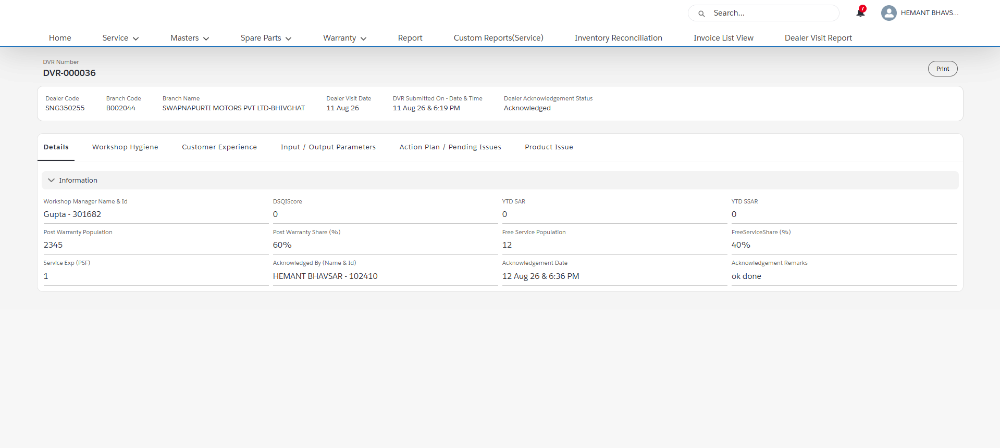 Search...
7
HEMANT BHAVS...
Home Service Masters Spare Parts Warranty Report Custom Reports(Service) Inventory Reconciliation Invoice List View Dealer Visit Report
DVR Number
DVR-000036
Print
Dealer Code Branch Code Branch Name Dealer Visit Date DVR Submitted On - Date & Time Dealer Acknowledgement Status
SNG350255 B002044 SWAPNAPURTI MOTORS PVT LTD-BHIVGHAT 11 Aug 26 11 Aug 26 & 6:19 PM Acknowledged
Details Workshop Hygiene Customer Experience Input / Output Parameters Action Plan / Pending Issues Product Issue
Information
Workshop Manager Name & Id DSQIScore YTD SAR YTD SSAR
Gupta - 301682 0 0 0
Post Warranty Population Post Warranty Share (%) Free Service Population FreeServiceShare (%)
2345 60% 12 40%
Service Exp (PSF) Acknowledged By (Name & Id) Acknowledgement Date Acknowledgement Remarks
1 HEMANT BHAVSAR - 102410 12 Aug 26 & 6:36 PM ok done